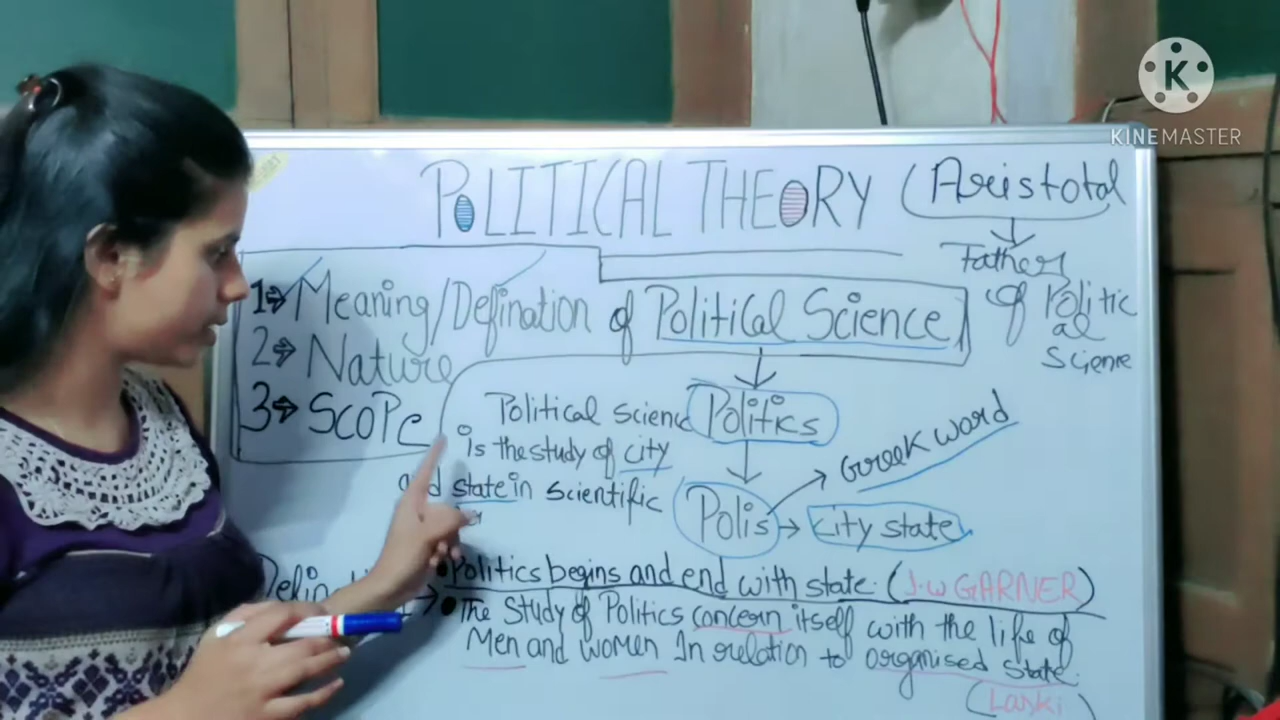 KINEMASTER
POLITICAL THEORY (Aristotal
Father
of Politic
al
Science
1⇒ Meaning/Defination of Political Science
2⇒ Nature
3⇒ Scope
Politics
Polis → City state
Greek word
Political Scienc
is the study of city
and state in scientific
Politics begins and end with state. (J.W GARNER)
The Study of Politics concern itself with the life of
Men and women In relation to organised state.
(Laski)